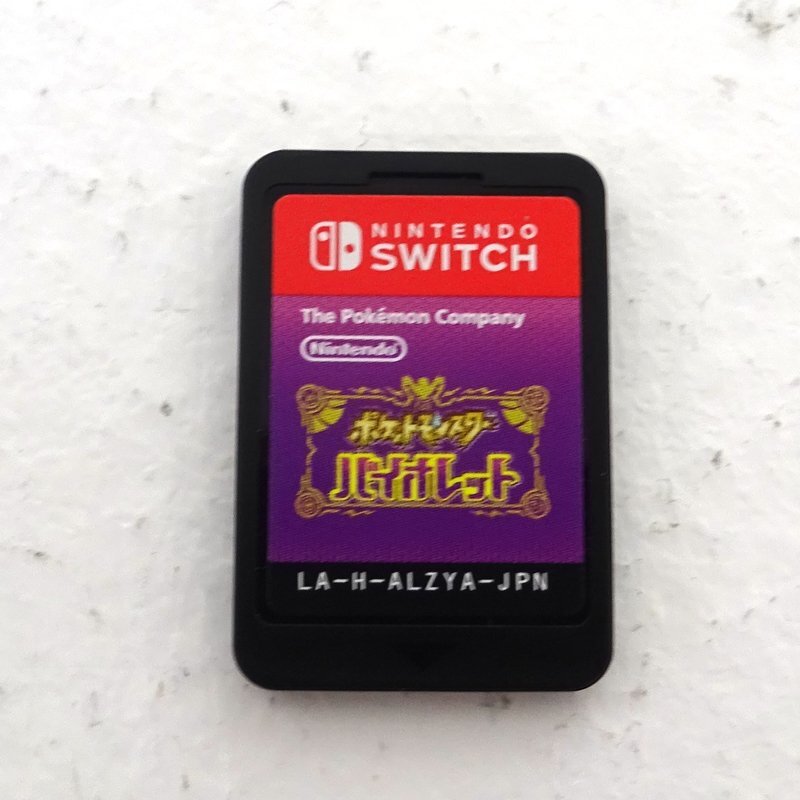 NINTENDO
SWITCH
The Pokémon Company
Nintendo
ポケットモンスター
バイオレット
LA-H-ALZYA-JPN